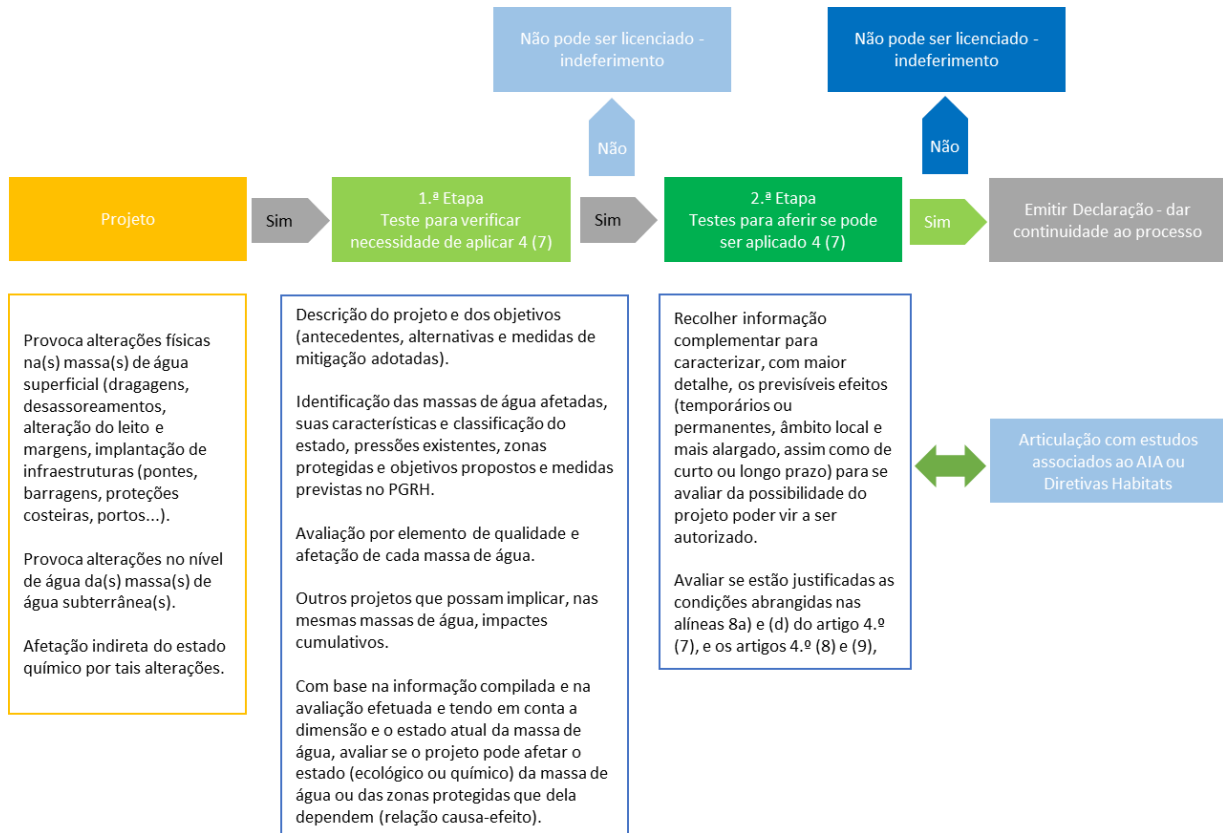 Não pode ser licenciado -
indeferimento
Não pode ser licenciado -
indeferimento
Não
Não
Projeto
Sim
1.ª Etapa
Teste para verificar
necessidade de aplicar 4 (7)
Sim
2.ª Etapa
Testes para aferir se pode
ser aplicado 4 (7)
Sim
Emitir Declaração - dar
continuidade ao processo
Provoca alterações físicas
na(s) massa(s) de água
superficial (dragagens,
desassoreamentos,
alteração do leito e
margens, implantação de
infraestruturas (pontes,
barragens, proteções
costeiras, portos...).
Provoca alterações no nível
de água da(s) massa(s) de
água subterrânea(s).
Afetação indireta do estado
químico por tais alterações.
Descrição do projeto e dos objetivos
(antecedentes, alternativas e medidas de
mitigação adotadas).
Identificação das massas de água afetadas,
suas características e classificação do
estado, pressões existentes, zonas
protegidas e objetivos propostos e medidas
previstas no PGRH.
Avaliação por elemento de qualidade e
afetação de cada massa de água.
Outros projetos que possam implicar, nas
mesmas massas de água, impactes
cumulativos.
Com base na informação compilada e na
avaliação efetuada e tendo em conta a
dimensão e o estado atual da massa de
água, avaliar se o projeto pode afetar o
estado (ecológico ou químico) da massa de
água ou das zonas protegidas que dela
dependem (relação causa-efeito).
Recolher informação
complementar para
caracterizar, com maior
detalhe, os previsíveis efeitos
(temporários ou
permanentes, âmbito local e
mais alargado, assim como de
curto ou longo prazo) para se
avaliar da possibilidade do
projeto poder vir a ser
autorizado.
Avaliar se estão justificadas as
condições abrangidas nas
alíneas 8a) e (d) do artigo 4.º
(7), e os artigos 4.º (8) e (9),
Articulação com estudos
associados ao AIA ou
Diretivas Habitats